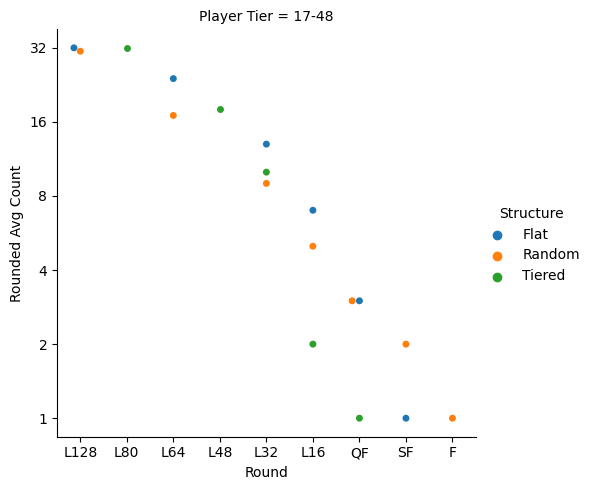 Player Tier = 17-48
Rounded Avg Count
32
16
8
4
2
1
L128 L80 L64 L48 L32 L16 QF SF F
Round
Structure
Flat
Random
Tiered